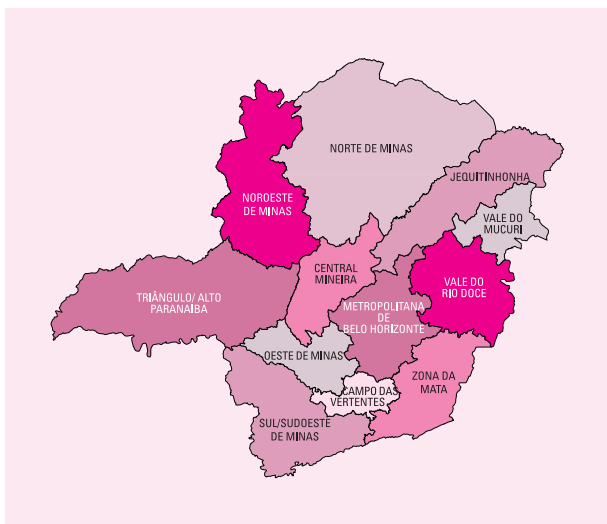 NORTE DE MINAS
JEQUITINHONHA
NOROESTE
DE MINAS
VALE DO
MUCURI
CENTRAL
MINEIRA
VALE DO
RIO DOCE
TRIÂNGULO/ ALTO
PARANAÍBA
METROPOLITANA
DE
BELO HORIZONTE
OESTE DE MINAS
ZONA DA
MATA
CAMPO DAS
VERTENTES
SUL/SUDOESTE
DE MINAS